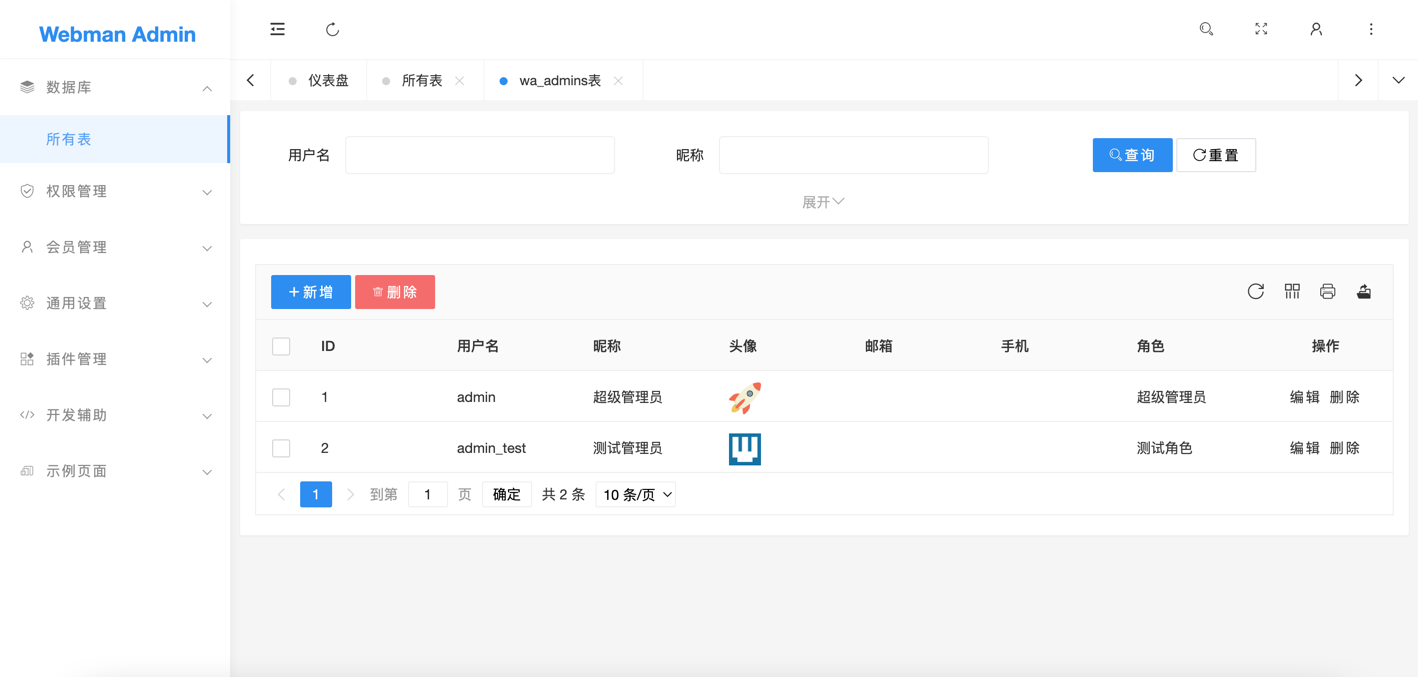 Webman Admin
数据库
所有表
权限管理
会员管理
通用设置
插件管理
开发辅助
示例页面
仪表盘 所有表 wa_admins表
用户名 昵称 查询 重置
展开
新增 删除
ID 用户名 昵称 头像 邮箱 手机 角色 操作
1 admin 超级管理员 超级管理员 编辑 删除
2 admin_test 测试管理员 测试角色 编辑 删除
1 到第 1 页 确定 共 2 条 10 条/页